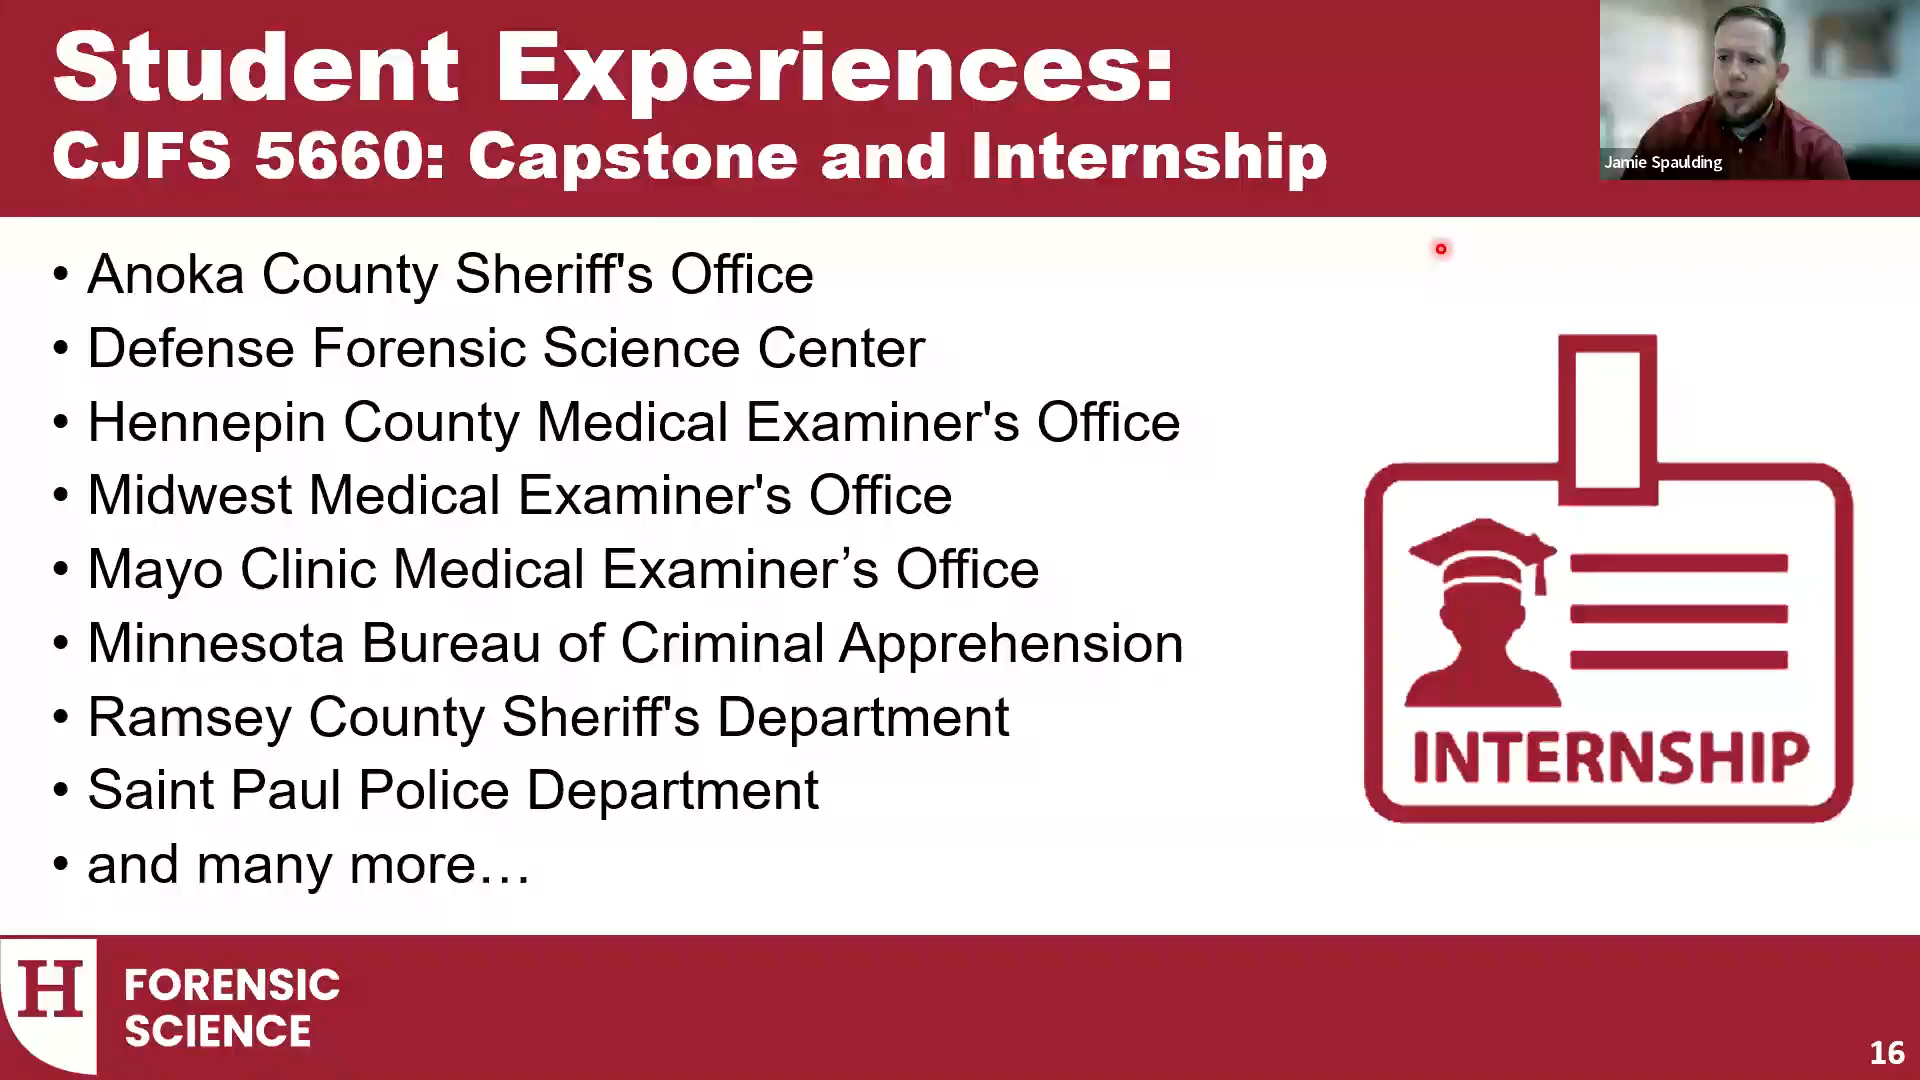 Student Experiences:
CJFS 5660: Capstone and Internship
Jamie Spaulding
• Anoka County Sheriff's Office
• Defense Forensic Science Center
• Hennepin County Medical Examiner's Office
• Midwest Medical Examiner's Office
• Mayo Clinic Medical Examiner’s Office
• Minnesota Bureau of Criminal Apprehension
• Ramsey County Sheriff's Department
• Saint Paul Police Department
• and many more…
INTERNSHIP
H
FORENSIC
SCIENCE
16